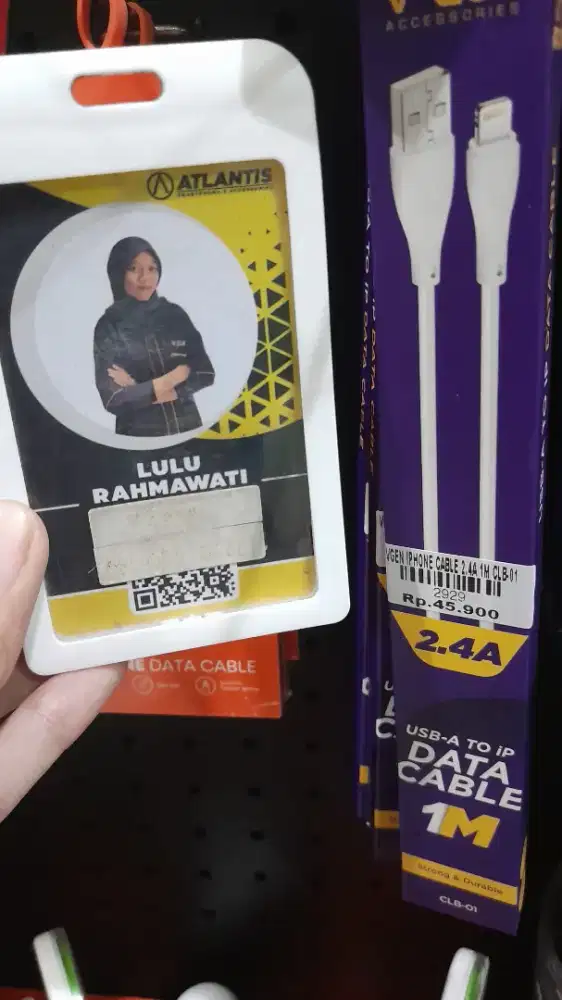 ATLANTIS
LULU
RAHMAWATI
DATA CABLE
ACCESSORIES
VGEN IPHONE CABLE 2.4A 1M CLB-01
2929
Rp.45.900
2.4A
USB-A TO iP
DATA
CABLE
1M
Strong & Durable
CLB-01